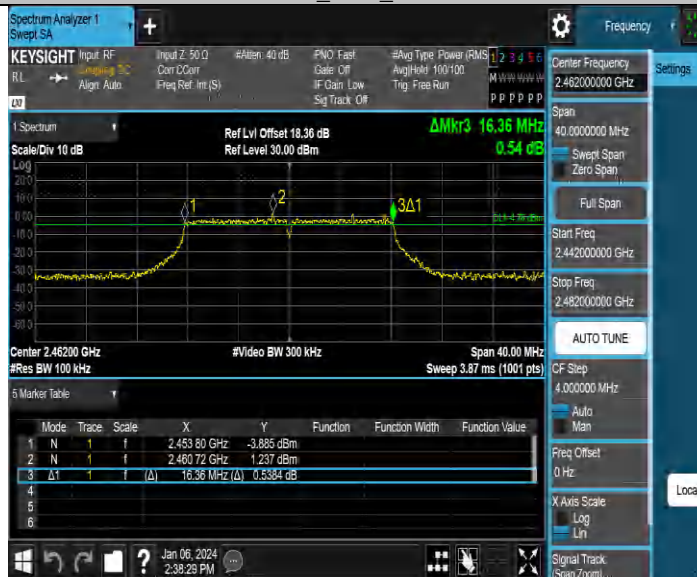 Spectrum Analyzer 1
Swept SA
+
Frequency
KEYSIGHT Input: RF
RL
Coupling: DC
Align: Auto
Input Z: 50 Ω
Corr CCorr
Freq Ref: Int (S)
#Atten: 40 dB
PNO: Fast
Gate: Off
IF Gain: Low
Sig Track: Off
#Avg Type: Power (RMS
Avg|Hold: 100/100
Trig: Free Run
1 2 3 4 5 6
M W W W W W
P P P P P P
LXI
1 Spectrum
Scale/Div 10 dB
Ref Lvl Offset 18.36 dB
Ref Level 30.00 dBm
ΔMkr3 16.36 MHz
0.54 dB
Log
20.0
10.0
0.00
-10.0
-20.0
-30.0
-50.0
-60.0
1
2
3Δ1
Center 2.46200 GHz
#Res BW 100 kHz
#Video BW 300 kHz
Span 40.00 MHz
Sweep 3.87 ms (1001 pts)
5 Marker Table
Mode Trace Scale X Y Function Function Width Function Value
1 N 1 f 2.453 80 GHz -3.885 dBm
2 N 1 f 2.460 72 GHz 1.237 dBm
3 Δ1 1 f (Δ) 16.36 MHz (Δ) 0.5384 dB
4
5
6
Jan 06, 2024
2:38:29 PM
?
Center Frequency
2.462000000 GHz
Settings
Span
40.0000000 MHz
Swept Span
Zero Span
Full Span
Start Freq
2.442000000 GHz
Stop Freq
2.482000000 GHz
AUTO TUNE
CF Step
4.000000 MHz
Auto
Man
Freq Offset
0 Hz
Loca
X Axis Scale
Log
Lin
Signal Track
(Span Zoom)